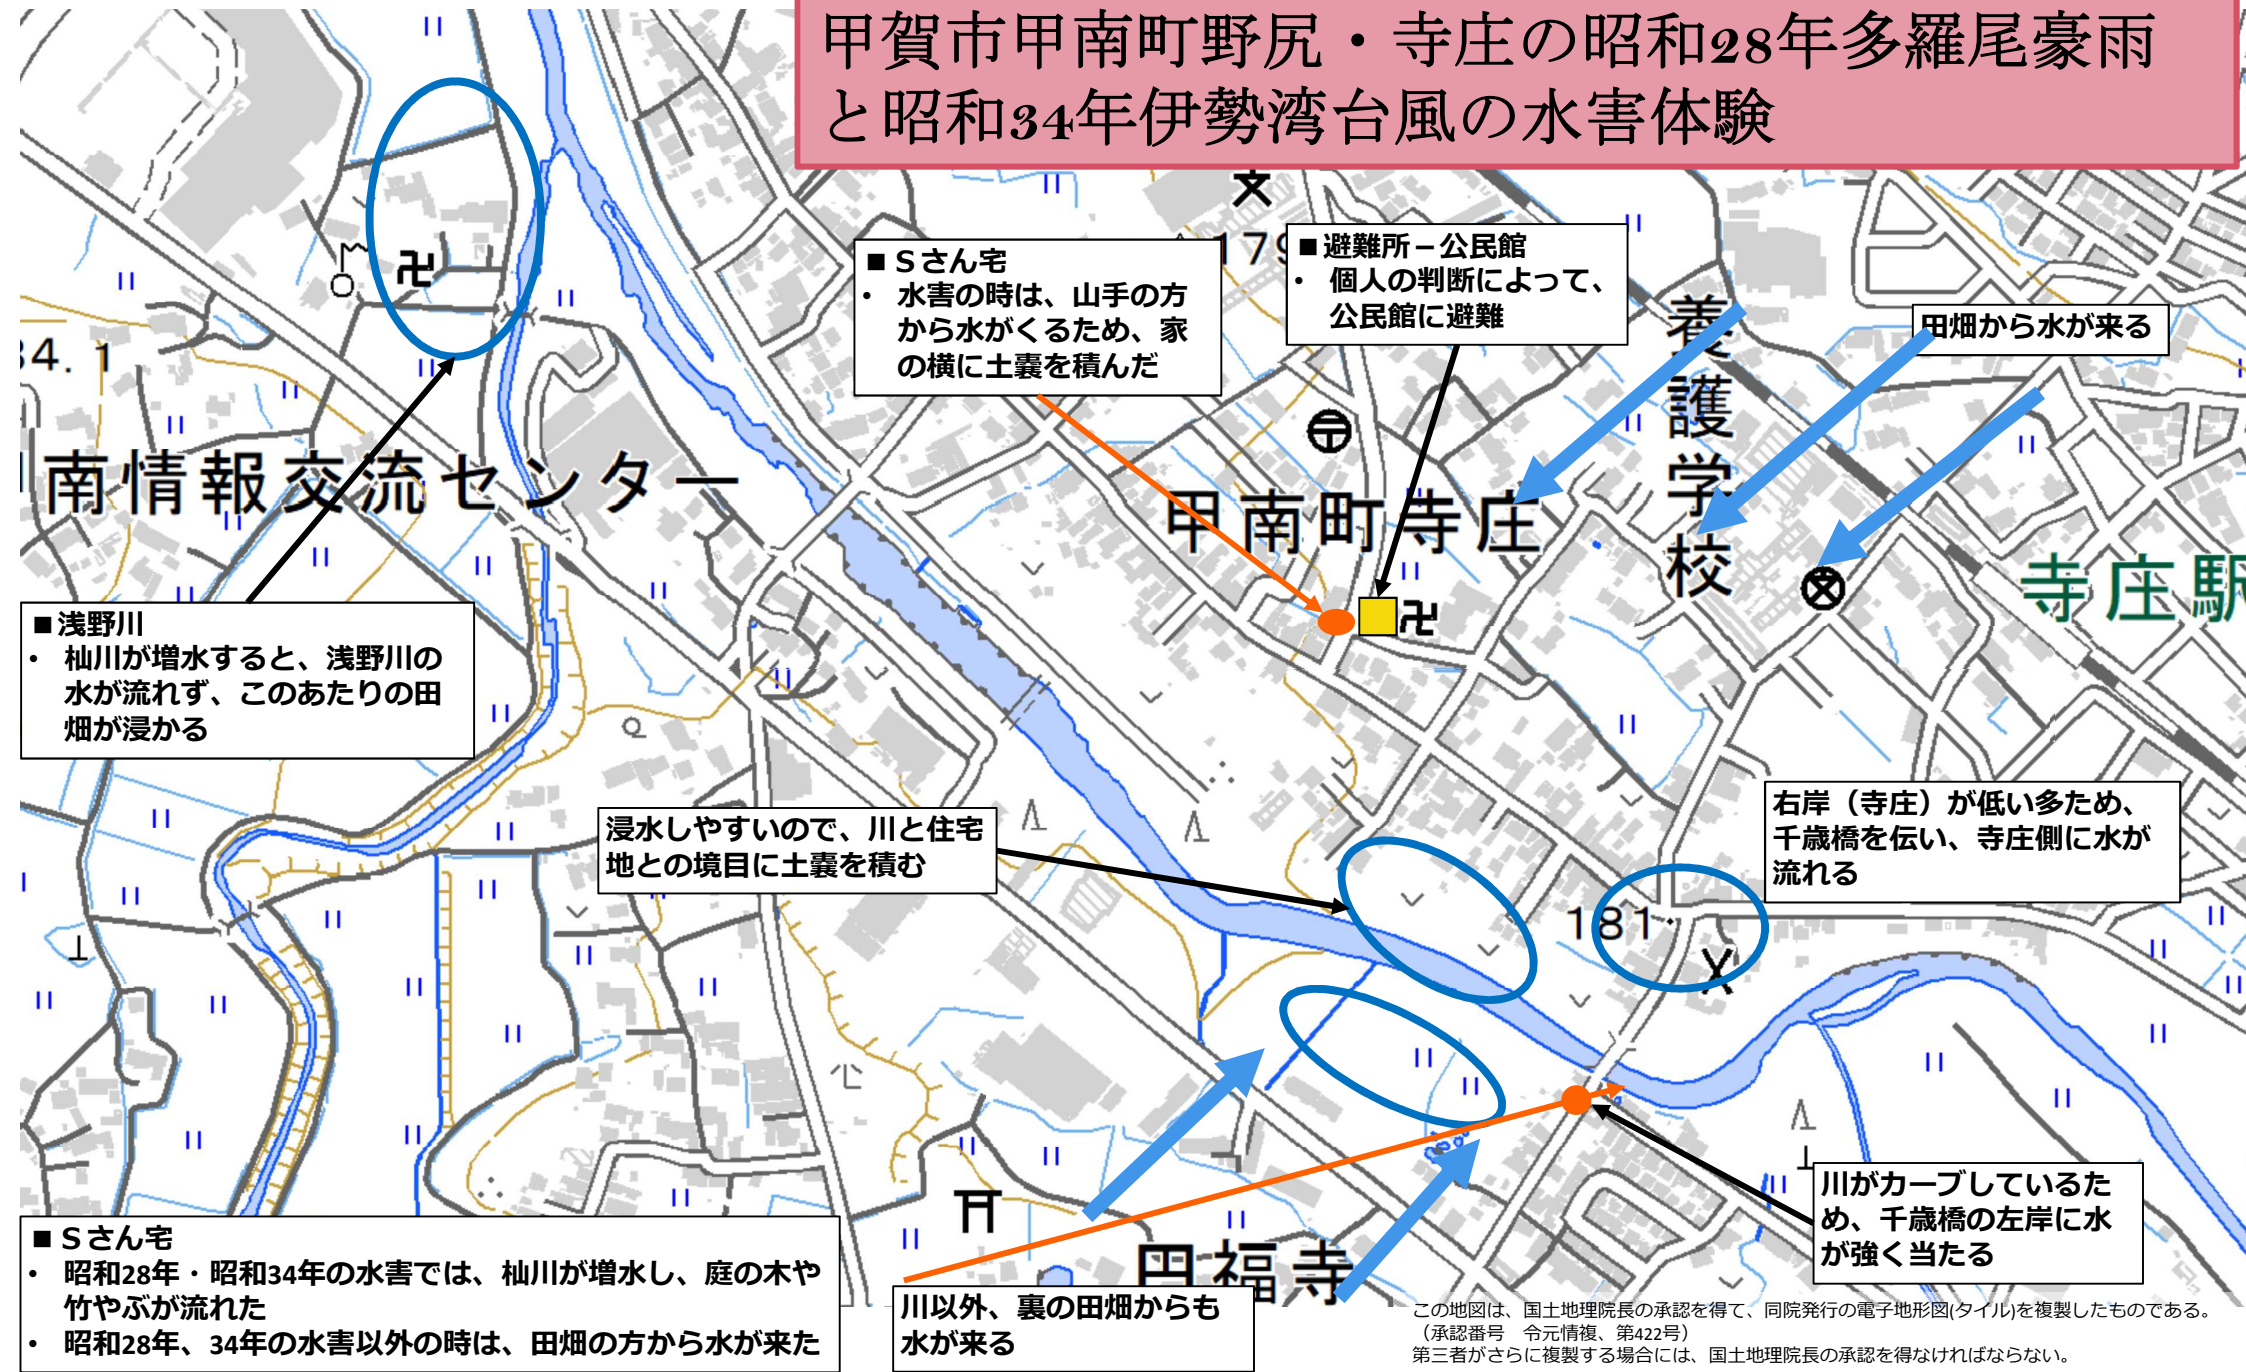 甲賀市甲南町野尻・寺庄の昭和28年多羅尾豪雨
と昭和34年伊勢湾台風の水害体験
179
■Ｓさん宅
・ 水害の時は、山手の方
から水がくるため、家
の横に土嚢を積んだ
■避難所－公民館
・ 個人の判断によって、
公民館に避難
田畑から水が来る
養護学校
34.1
南情報交流センター
甲南町寺庄
寺庄駅
■浅野川
・ 杣川が増水すると、浅野川の
水が流れず、このあたりの田
畑が浸かる
浸水しやすいので、川と住宅
地との境目に土嚢を積む
右岸（寺庄）が低い多ため、
千歳橋を伝い、寺庄側に水が
流れる
181
川がカーブしているた
め、千歳橋の左岸に水
が強く当たる
円福寺
■Ｓさん宅
・ 昭和28年・昭和34年の水害では、杣川が増水し、庭の木や
竹やぶが流れた
・ 昭和28年、34年の水害以外の時は、田畑の方から水が来た
川以外、裏の田畑からも
水が来る
この地図は、国土地理院長の承認を得て、同院発行の電子地形図(タイル)を複製したものである。
（承認番号　令元情複、第422号）
第三者がさらに複製する場合には、国土地理院長の承認を得なければならない。